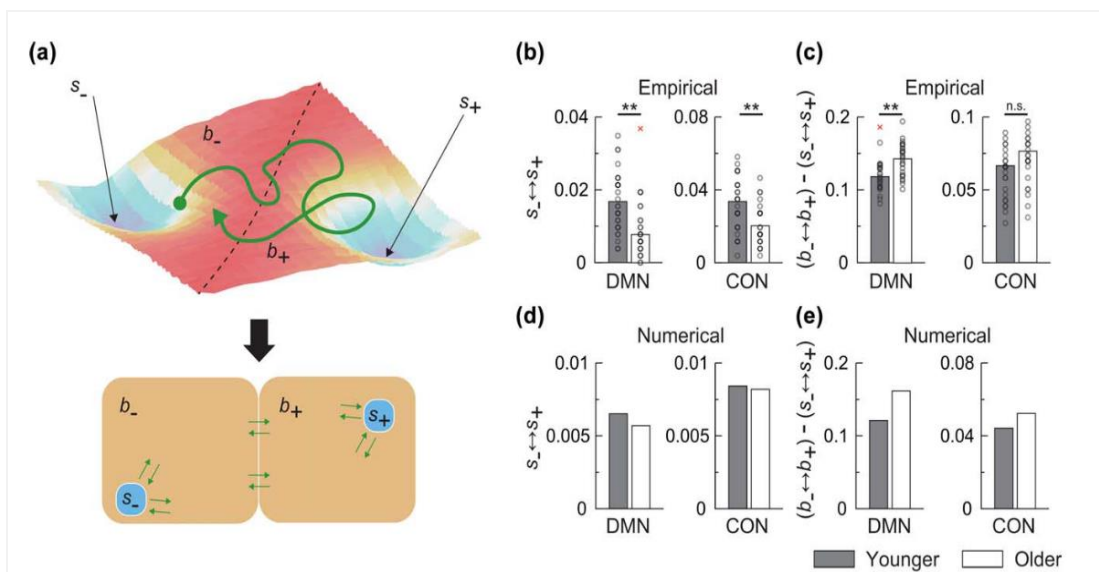 (a)
s₋
s₊
b₋
b₊
b₋
b₊
s₊
s₋
(b)
Empirical
s₋↔s₊
0.04
0.02
0
**
DMN
0.08
0.04
0
**
CON
(c)
Empirical
(b₋↔b₊) − (s₋↔s₊)
0.2
0.1
0
**
DMN
0.1
0.05
0
n.s.
CON
(d)
Numerical
s₋↔s₊
0.01
0.005
0
DMN
0.01
0.005
0
CON
(e)
Numerical
(b₋↔b₊) − (s₋↔s₊)
0.2
0.1
0
DMN
0.08
0.04
0
CON
Younger
Older